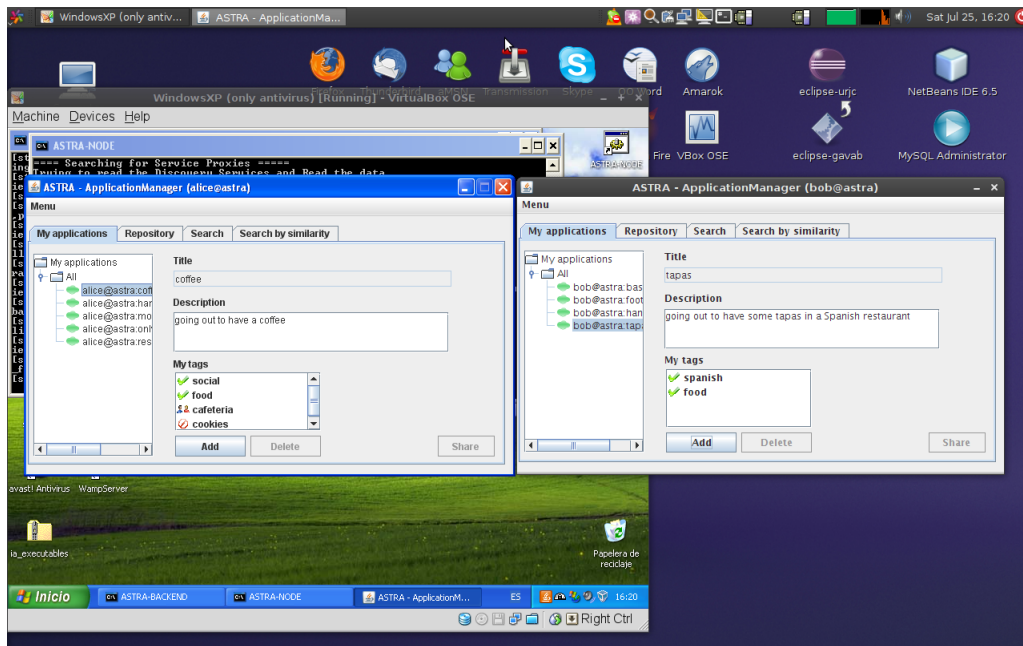 WindowsXP (only antiv...
ASTRA - ApplicationMa...
Sat Jul 25, 16:20
Firefox
Thunderbird
aMSN
Transmission
Skype
OO Word
Amarok
eclipse-urjc
NetBeans IDE 6.5
WindowsXP (only antivirus) [Running] - VirtualBox OSE
Machine Devices Help
Fire
VBox OSE
eclipse-gavab
MySQL Administrator
ASTRA-NODE
ASTRA-NODE
==== Searching for Service Proxies =====
Trying to read the Discovery Services and Read the data
ASTRA - ApplicationManager (alice@astra)
Menu
My applications
Repository
Search
Search by similarity
My applications
All
alice@astra:coff
alice@astra:har
alice@astra:mo
alice@astra:onl
alice@astra:res
Title
coffee
Description
going out to have a coffee
My tags
social
food
cafeteria
cookies
Add
Delete
Share
ASTRA - ApplicationManager (bob@astra)
Menu
My applications
Repository
Search
Search by similarity
My applications
All
bob@astra:bas
bob@astra:foot
bob@astra:han
bob@astra:tap
Title
tapas
Description
going out to have some tapas in a Spanish restaurant
My tags
spanish
food
Add
Delete
Share
avast! Antivirus
WampServer
ia_executables
Papelera de
reciclaje
Inicio
ASTRA-BACKEND
ASTRA-NODE
ASTRA - ApplicationM...
ES
16:20
Right Ctrl